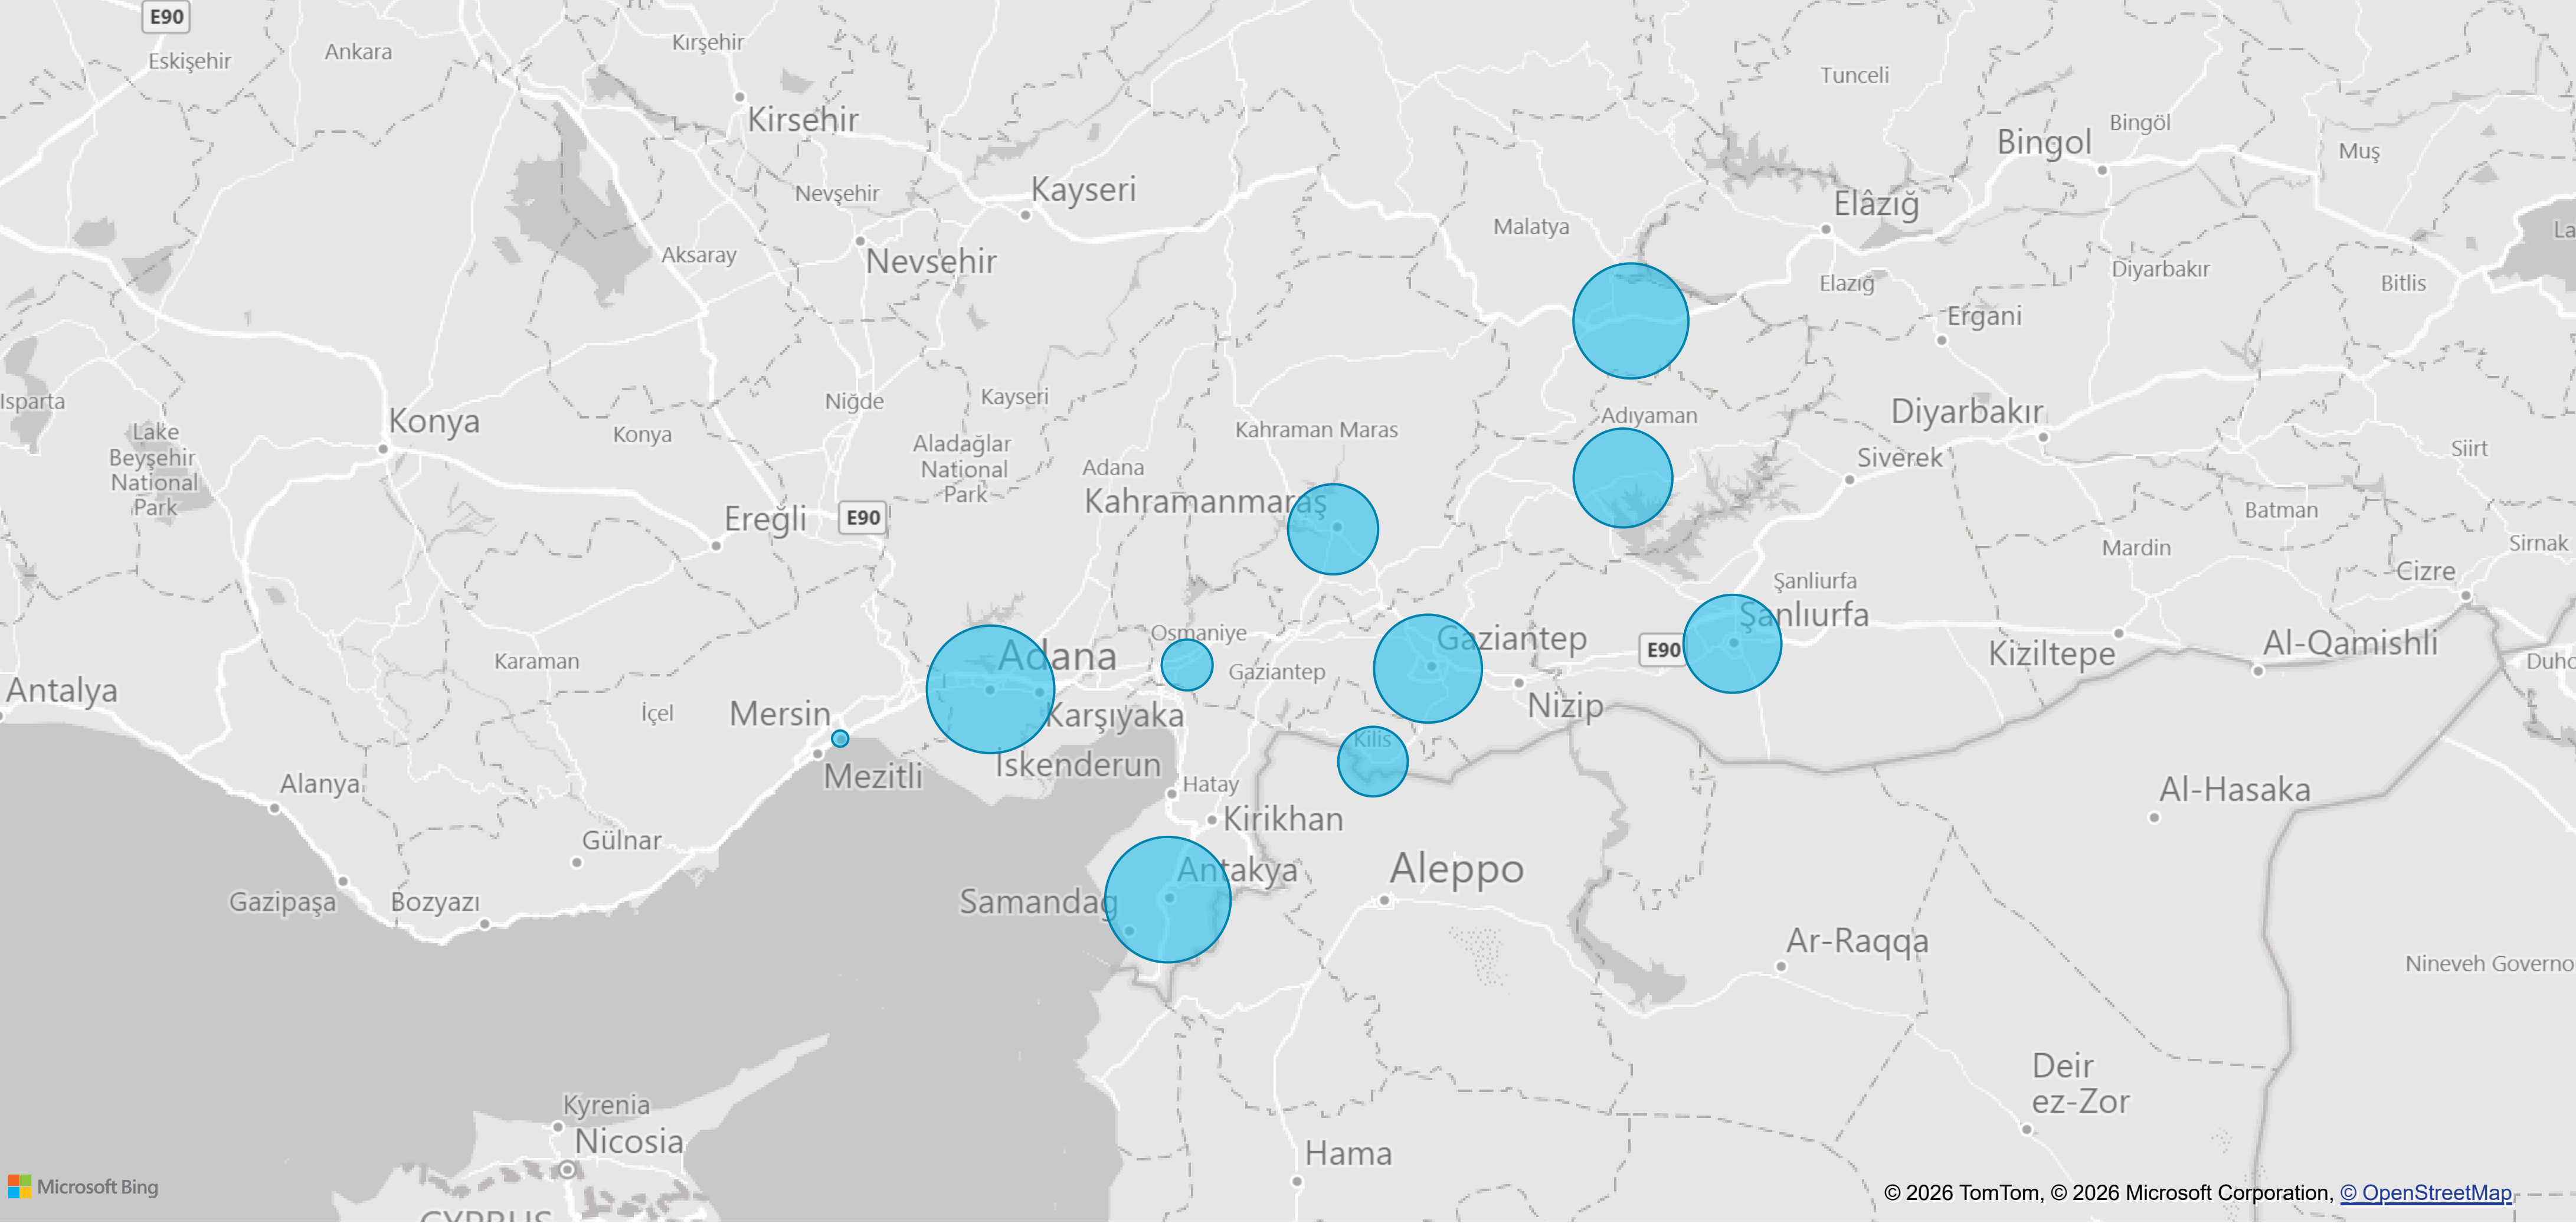 E90
Eskişehir
Ankara
Kırşehir
Kirsehir
Tunceli
Bingöl
Bingol
Muş
Nevşehir
Kayseri
Elâzığ
Malatya
Aksaray
Nevsehir
Elazığ
Diyarbakır
Bitlis
La
Ergani
Isparta
Konya
Konya
Niğde
Kayseri
Kahraman Maras
Adıyaman
Diyarbakır
Lake
Beyşehir
National
Park
Aladağlar
National
Park
Adana
Siverek
Siirt
Kahramanmaraş
Ereğli
E90
Batman
Mardin
Sirnak
Cizre
Şanliurfa
Şanlıurfa
Osmaniye
Gaziantep
E90
Adana
Gaziantep
Kiziltepe
Al-Qamishli
Duho
Karaman
Antalya
İçel
Mersin
Karşıyaka
Nizip
Kilis
Mezitli
İskenderun
Alanya
Hatay
Al-Hasaka
Kirikhan
Gülnar
Antakya
Aleppo
Gazipaşa
Bozyazı
Samandag
Ar-Raqqa
Nineveh Governo
Deir
ez-Zor
Kyrenia
Nicosia
Hama
Microsoft Bing
© 2026 TomTom, © 2026 Microsoft Corporation, © OpenStreetMap
CYPRUS